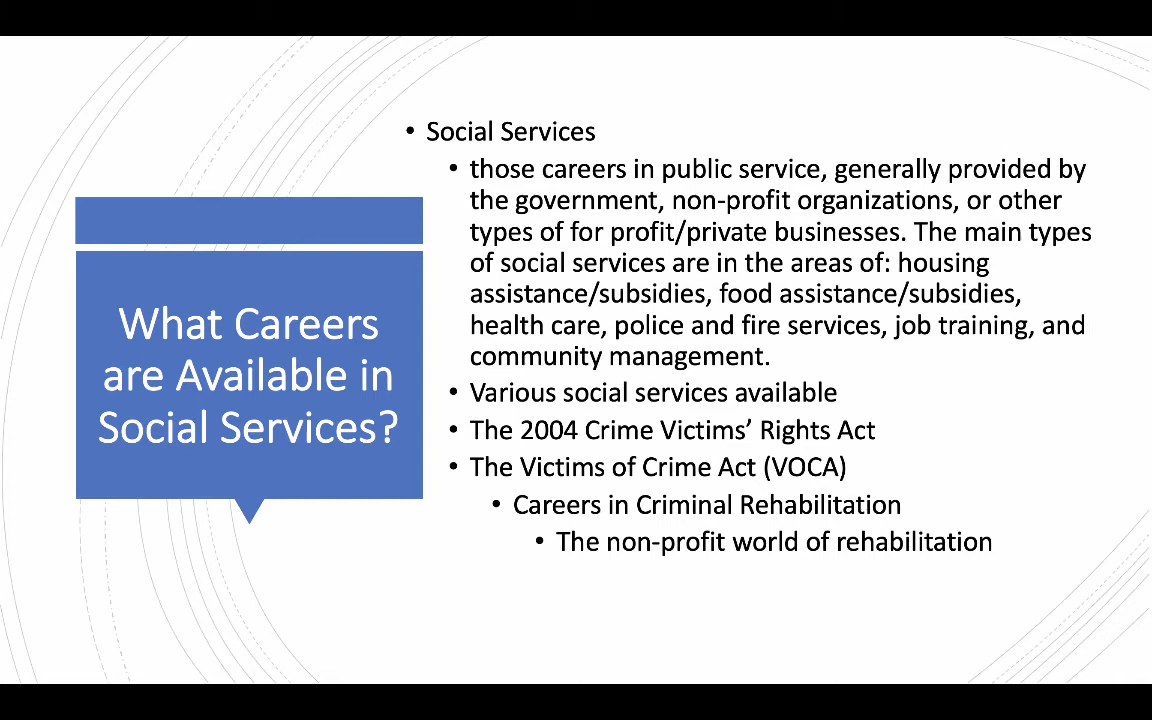 What Careers
are Available in
Social Services?
• Social Services
• those careers in public service, generally provided by
the government, non-profit organizations, or other
types of for profit/private businesses. The main types
of social services are in the areas of: housing
assistance/subsidies, food assistance/subsidies,
health care, police and fire services, job training, and
community management.
• Various social services available
• The 2004 Crime Victims’ Rights Act
• The Victims of Crime Act (VOCA)
• Careers in Criminal Rehabilitation
• The non-profit world of rehabilitation